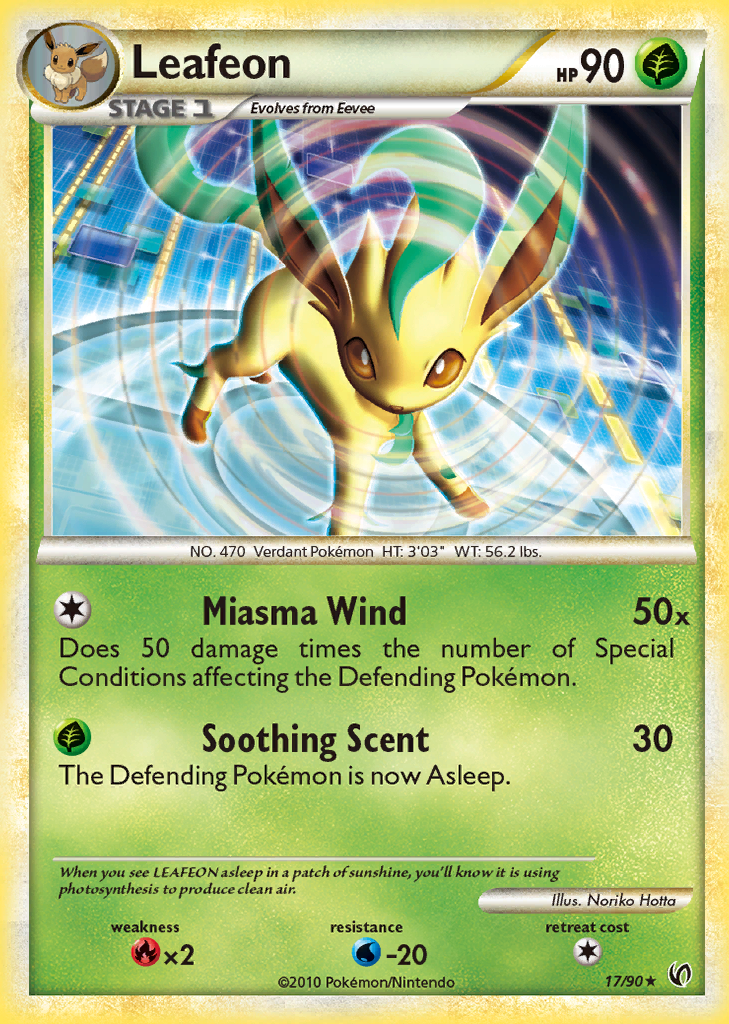 Leafeon
HP 90
STAGE 1
Evolves from Eevee
NO. 470 Verdant Pokémon HT: 3'03" WT: 56.2 lbs.
Miasma Wind 50x
Does 50 damage times the number of Special
Conditions affecting the Defending Pokémon.
Soothing Scent 30
The Defending Pokémon is now Asleep.
When you see LEAFEON asleep in a patch of sunshine, you'll know it is using
photosynthesis to produce clean air.
Illus. Noriko Hotta
weakness resistance retreat cost
×2 -20
©2010 Pokémon/Nintendo 17/90★